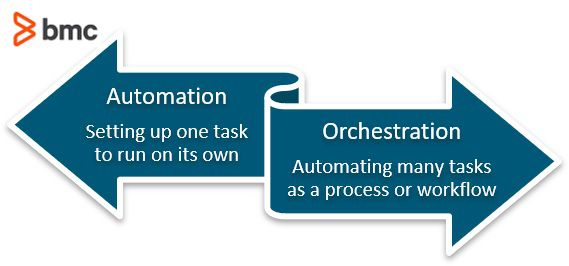 bmc
Automation
Setting up one task
to run on its own
Orchestration
Automating many tasks
as a process or workflow